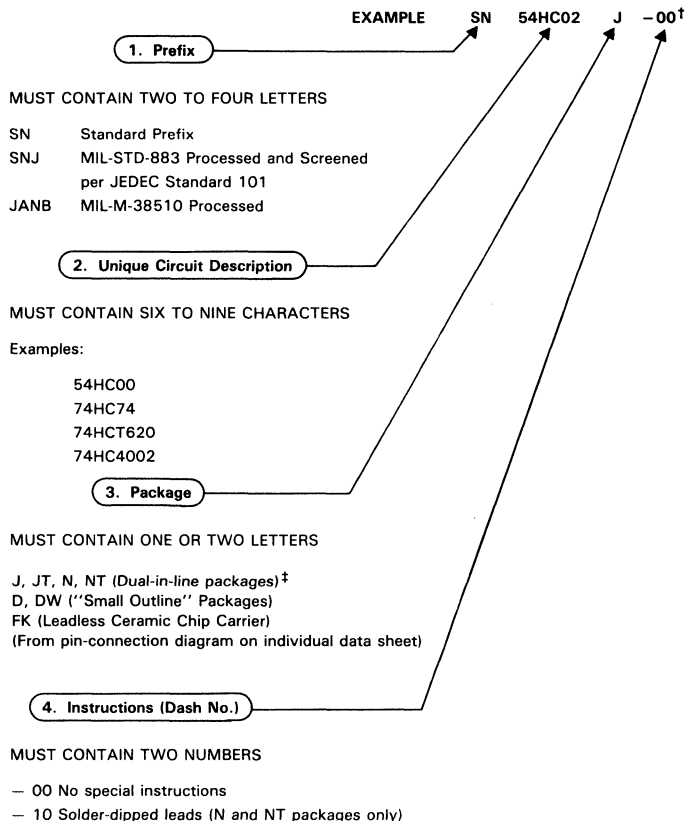 EXAMPLE SN 54HC02 J -00†
1. Prefix
MUST CONTAIN TWO TO FOUR LETTERS
SN Standard Prefix
SNJ MIL-STD-883 Processed and Screened
per JEDEC Standard 101
JANB MIL-M-38510 Processed
2. Unique Circuit Description
MUST CONTAIN SIX TO NINE CHARACTERS
Examples:
54HC00
74HC74
74HCT620
74HC4002
3. Package
MUST CONTAIN ONE OR TWO LETTERS
J, JT, N, NT (Dual-in-line packages)‡
D, DW (''Small Outline'' Packages)
FK (Leadless Ceramic Chip Carrier)
(From pin-connection diagram on individual data sheet)
4. Instructions (Dash No.)
MUST CONTAIN TWO NUMBERS
— 00 No special instructions
— 10 Solder-dipped leads (N and NT packages only)